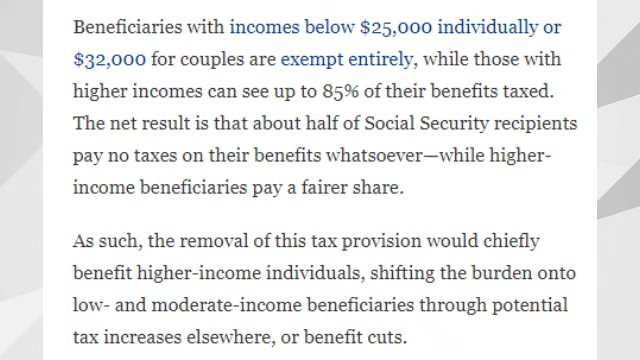 Beneficiaries with incomes below $25,000 individually or
$32,000 for couples are exempt entirely, while those with
higher incomes can see up to 85% of their benefits taxed.
The net result is that about half of Social Security recipients
pay no taxes on their benefits whatsoever—while higher-
income beneficiaries pay a fairer share.
As such, the removal of this tax provision would chiefly
benefit higher-income individuals, shifting the burden onto
low- and moderate-income beneficiaries through potential
tax increases elsewhere, or benefit cuts.